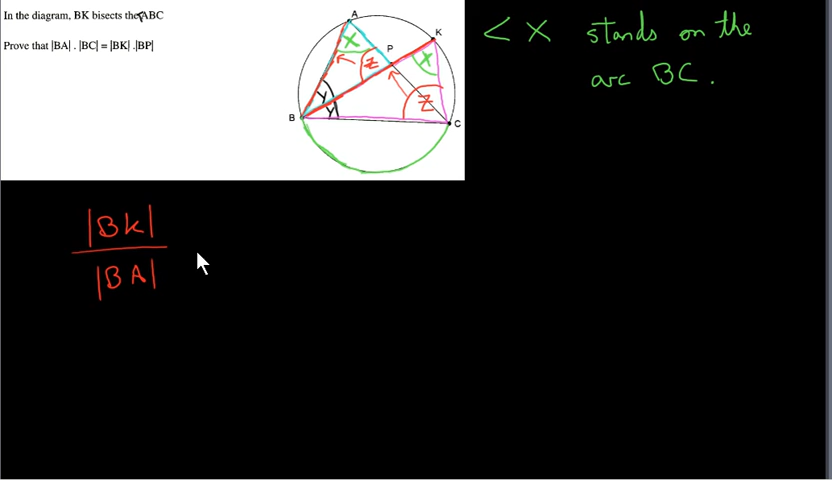 In the diagram, BK bisects the<ABC
Prove that |BA| . |BC| = |BK| .|BP|
A
K
X
P
X
Z
Y
Y
Z
B
C
< X stands on the
arc BC.
|BK|
|BA|